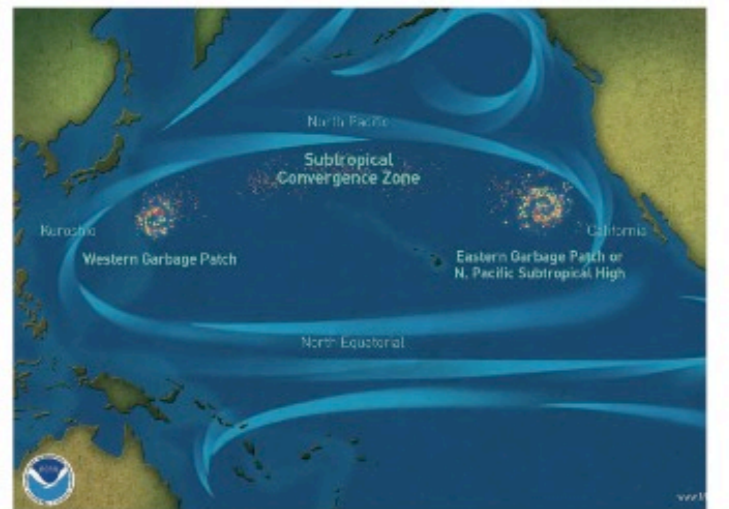 North Pacific
Subtropical
Convergence Zone
Kuroshio
California
Western Garbage Patch
Eastern Garbage Patch or
N. Pacific Subtropical High
North Equatorial